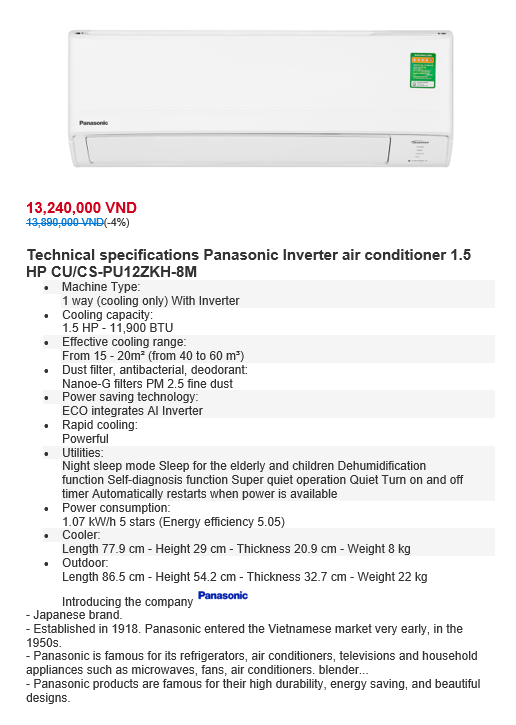 Panasonic
13,240,000 VND
13,890,000 VND(-4%)
Technical specifications Panasonic Inverter air conditioner 1.5
HP CU/CS-PU12ZKH-8M
• Machine Type:
1 way (cooling only) With Inverter
• Cooling capacity:
1.5 HP - 11,900 BTU
• Effective cooling range:
From 15 - 20m² (from 40 to 60 m³)
• Dust filter, antibacterial, deodorant:
Nanoe-G filters PM 2.5 fine dust
• Power saving technology:
ECO integrates AI Inverter
• Rapid cooling:
Powerful
• Utilities:
Night sleep mode Sleep for the elderly and children Dehumidification
function Self-diagnosis function Super quiet operation Quiet Turn on and off
timer Automatically restarts when power is available
• Power consumption:
1.07 kW/h 5 stars (Energy efficiency 5.05)
• Cooler:
Length 77.9 cm - Height 29 cm - Thickness 20.9 cm - Weight 8 kg
• Outdoor:
Length 86.5 cm - Height 54.2 cm - Thickness 32.7 cm - Weight 22 kg
Introducing the company Panasonic
- Japanese brand.
- Established in 1918. Panasonic entered the Vietnamese market very early, in the
1950s.
- Panasonic is famous for its refrigerators, air conditioners, televisions and household
appliances such as microwaves, fans, air conditioners. blender...
- Panasonic products are famous for their high durability, energy saving, and beautiful
designs.